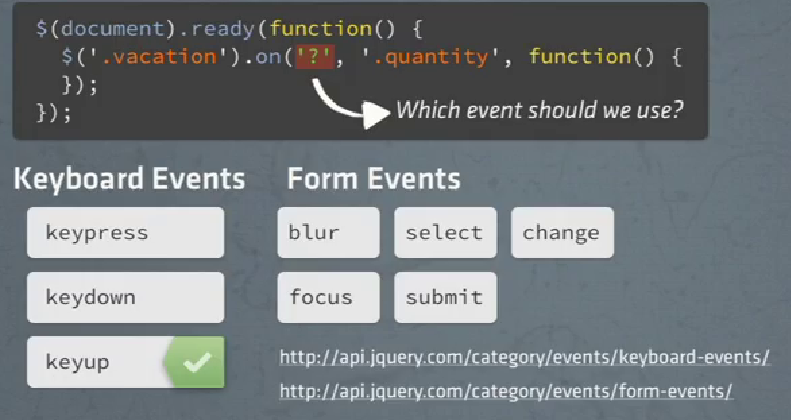 $(document).ready(function() {
$('.vacation').on('?', '.quantity', function() {
});
});
Which event should we use?
Keyboard Events
Form Events
keypress
blur
select
change
keydown
focus
submit
keyup
http://api.jquery.com/category/events/keyboard-events/
http://api.jquery.com/category/events/form-events/